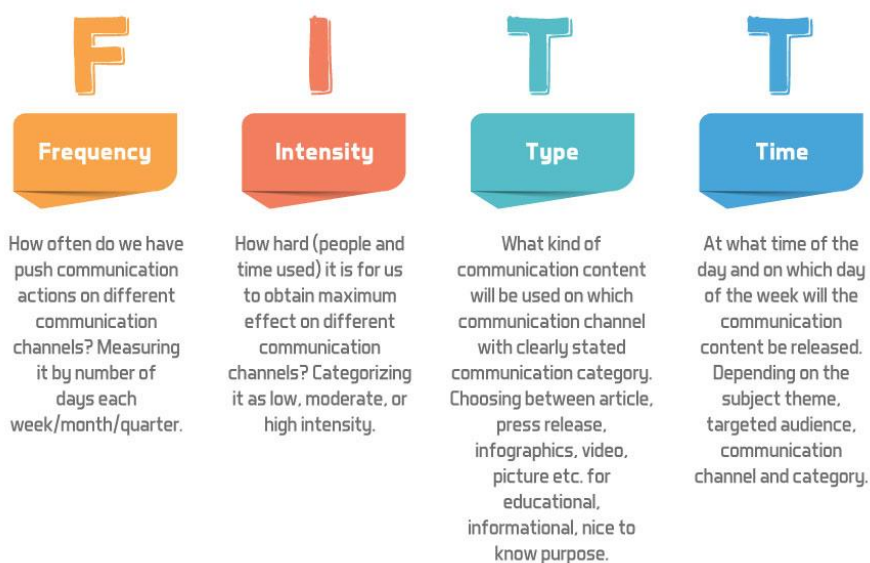 F
Frequency
How often do we have
push communication
actions on different
communication
channels? Measuring
it by number of
days each
week/month/quarter.
I
Intensity
How hard (people and
time used) it is for us
to obtain maximum
effect on different
communication
channels? Categorizing
it as low, moderate, or
high intensity.
T
Type
What kind of
communication content
will be used on which
communication channel
with clearly stated
communication category.
Choosing between article,
press release,
infographics, video,
picture etc. for
educational,
informational, nice to
know purpose.
T
Time
At what time of the
day and on which day
of the week will the
communication
content be released.
Depending on the
subject theme,
targeted audience,
communication
channel and category.